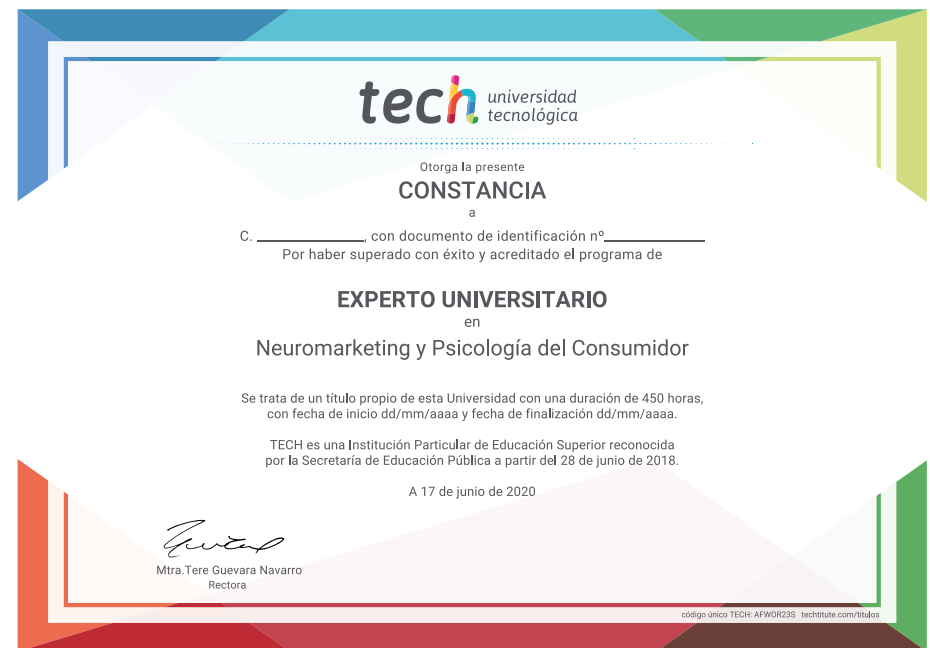 tech universidad
tecnológica
Otorga la presente
CONSTANCIA
a
C. ______________, con documento de identificación nº_____________
Por haber superado con éxito y acreditado el programa de
EXPERTO UNIVERSITARIO
en
Neuromarketing y Psicología del Consumidor
Se trata de un título propio de esta Universidad con una duración de 450 horas,
con fecha de inicio dd/mm/aaaa y fecha de finalización dd/mm/aaaa.
TECH es una Institución Particular de Educación Superior reconocida
por la Secretaría de Educación Pública a partir del 28 de junio de 2018.
A 17 de junio de 2020
Mtra.Tere Guevara Navarro
Rectora
código único TECH: AFWOR23S techtitute.com/titulos